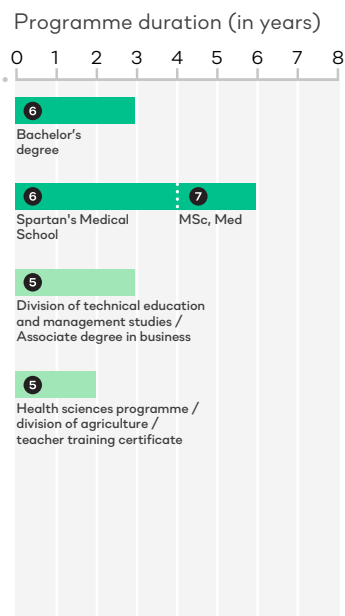 Programme duration (in years)
0 1 2 3 4 5 6 7 8
6
Bachelor's
degree
6 7
Spartan's Medical MSc, Med
School
5
Division of technical education
and management studies /
Associate degree in business
5
Health sciences programme /
division of agriculture /
teacher training certificate